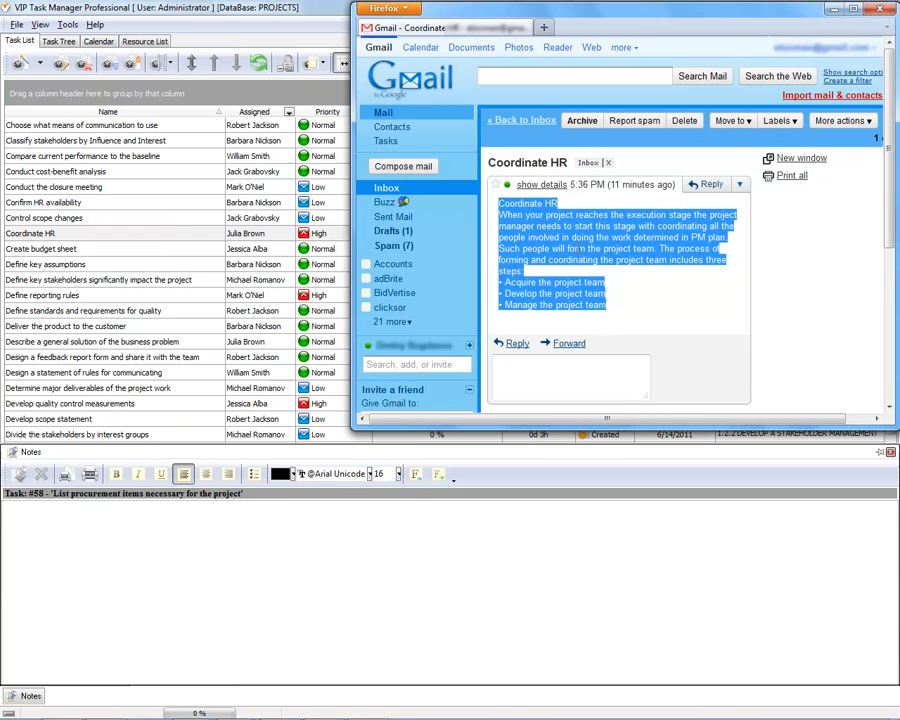 VIP Task Manager Professional [ User: Administrator ] [DataBase: PROJECTS]
File View Tools Help
Task List Task Tree Calendar Resource List
Drag a column header here to group by that column
Name Assigned Priority
Choose what means of communication to use Robert Jackson Normal
Classify stakeholders by Influence and Interest Barbara Nickson Normal
Compare current performance to the baseline William Smith Normal
Conduct cost-benefit analysis Jack Grabovsky Normal
Conduct the closure meeting Mark O'Niel Low
Confirm HR availability Barbara Nickson Low
Control scope changes Jack Grabovsky Low
Coordinate HR Julia Brown High
Create budget sheet Jessica Alba Normal
Define key assumptions Barbara Nickson Normal
Define key stakeholders significantly impact the project Barbara Nickson Normal
Define reporting rules Mark O'Niel High
Define standards and requirements for quality Jack Grabovsky Normal
Deliver the product to the customer Barbara Nickson Normal
Describe a general solution of the business problem Julia Brown Normal
Design a feedback report form and share it with the team Robert Jackson Normal
Design a statement of rules for communicating William Smith Normal
Determine major deliverables of the project work Michael Romanov Low
Develop quality control measurements Jessica Alba High
Develop scope statement Robert Jackson Low
Divide the stakeholders by interest groups Michael Romanov Low 0 % 0d 3h Created 6/14/2011 1.2.2 DEVELOP A STAKEHOLDER MANAGEMENT
Firefox
Gmail - Coordinate
Gmail Calendar Documents Photos Reader Web more
Gmail
by Google
Search Mail Search the Web
Show search opti
Create a filter
Import mail & contacts
Mail
Contacts
Tasks
Compose mail
Inbox
Buzz
Sent Mail
Drafts (1)
Spam (7)
Accounts
adBrite
BidVertise
clicksor
21 more
Search, add, or invite
Invite a friend
Give Gmail to:
« Back to Inbox Archive Report spam Delete Move to Labels More actions
1
Coordinate HR Inbox X
New window
Print all
show details 5:36 PM (11 minutes ago) Reply
Coordinate HR
When your project reaches the execution stage the project
manager needs to start this stage with coordinating all the
people involved in doing the work determined in PM plan.
Such people will form the project team. The process of
forming and coordinating the project team includes three
steps:
• Acquire the project team
• Develop the project team
• Manage the project team
Reply Forward
Notes
B I U @Arial Unicode 16 F F
Task: #58 - 'List procurement items necessary for the project'
Notes
0 %